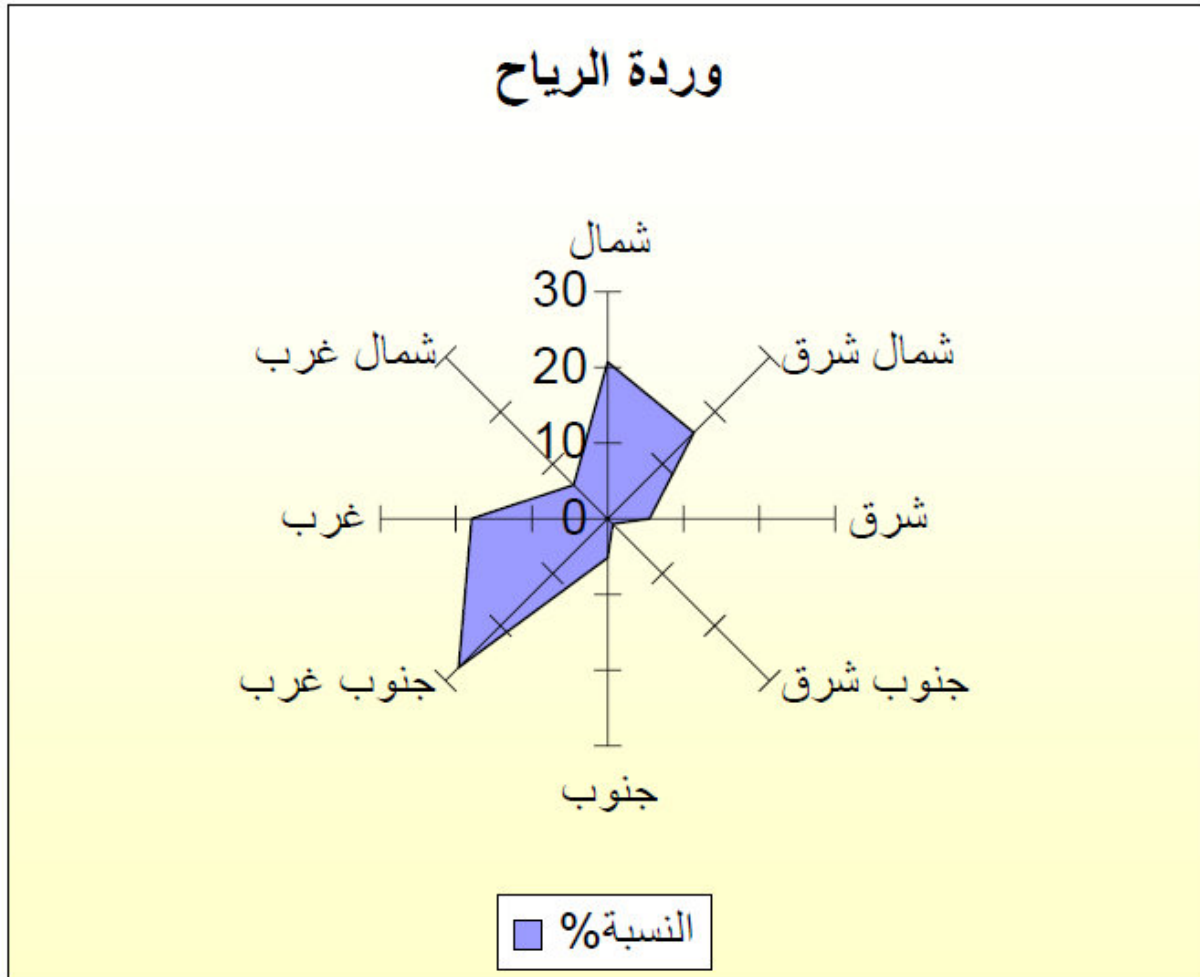 وردة الرياح
شمال
30
شمال غرب
شمال شرق
20
10
غرب
0
شرق
جنوب غرب
جنوب شرق
جنوب
النسبة%